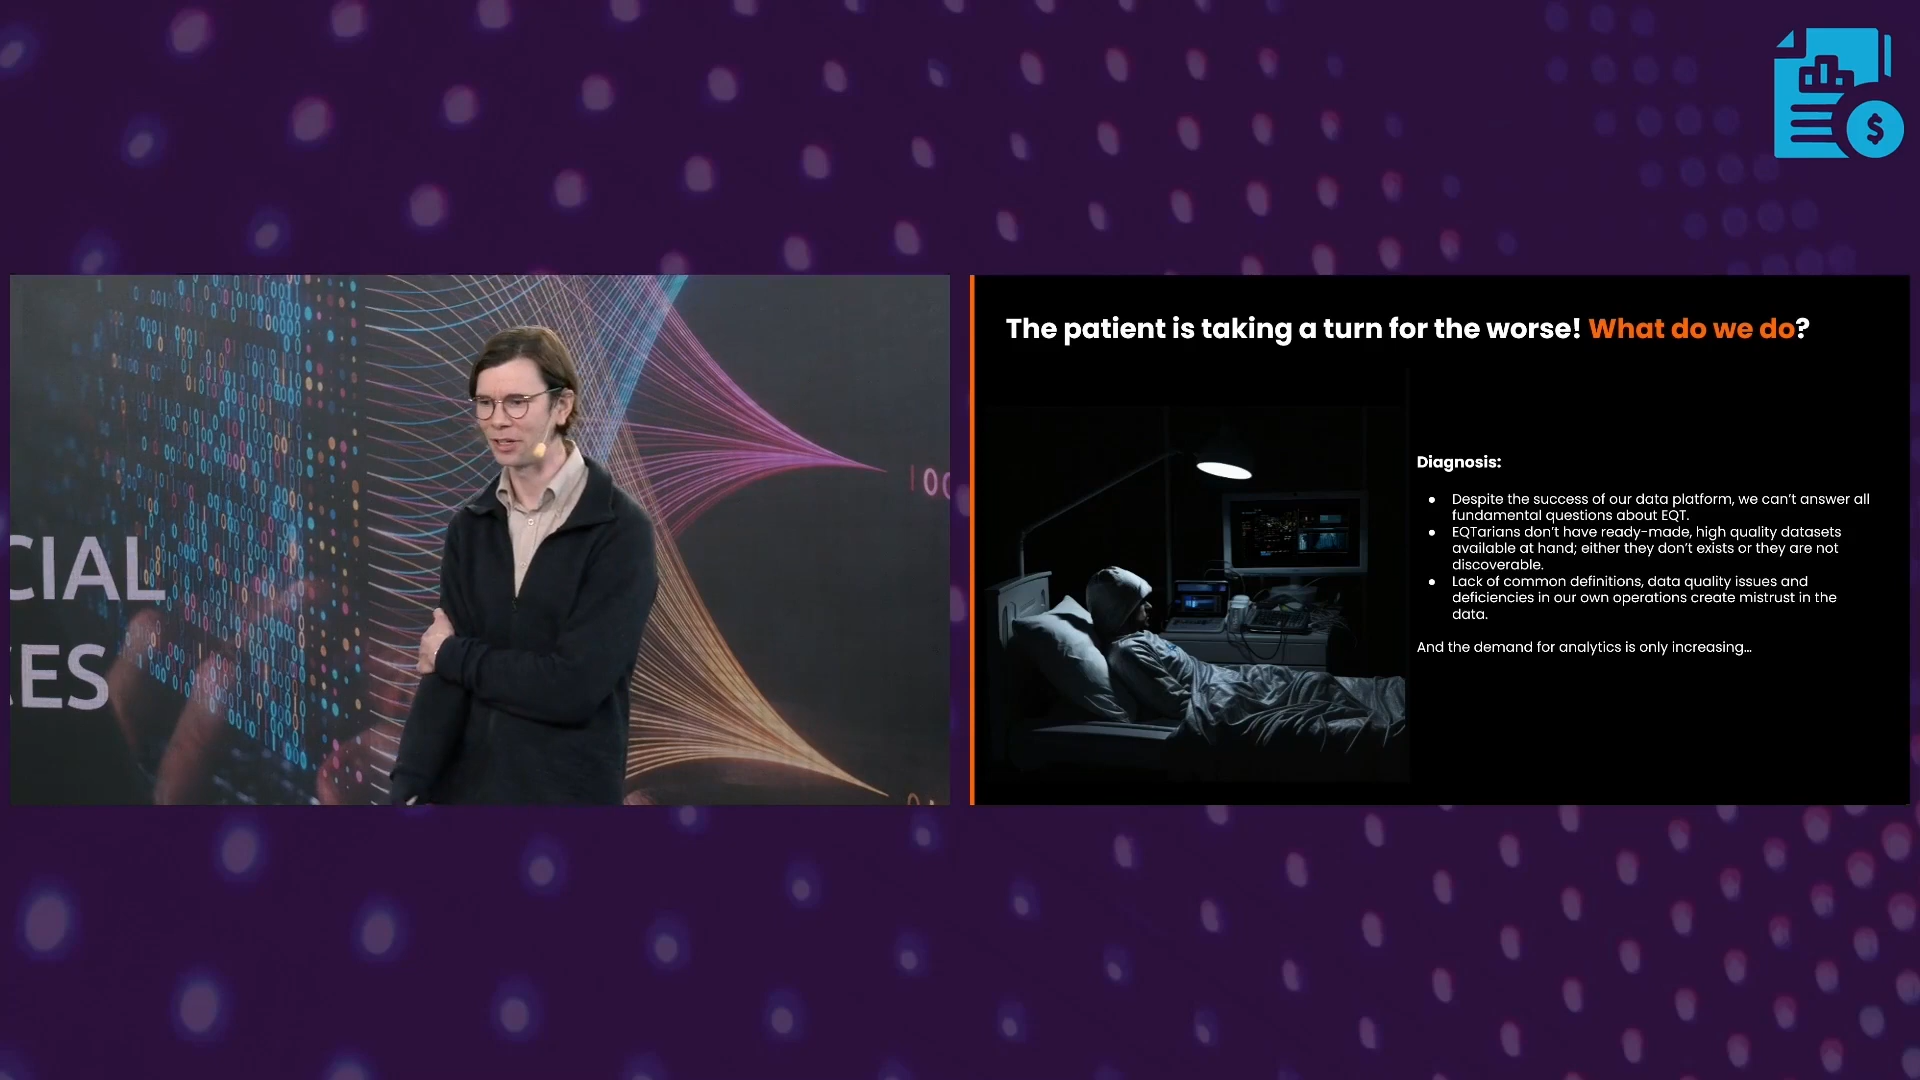 CIAL
ES
100
The patient is taking a turn for the worse! What do we do?
Diagnosis:
● Despite the success of our data platform, we can't answer all
fundamental questions about EQT.
● EQTarians don't have ready-made, high quality datasets
available at hand; either they don't exists or they are not
discoverable.
● Lack of common definitions, data quality issues and
deficiencies in our own operations create mistrust in the
data.
And the demand for analytics is only increasing...
$